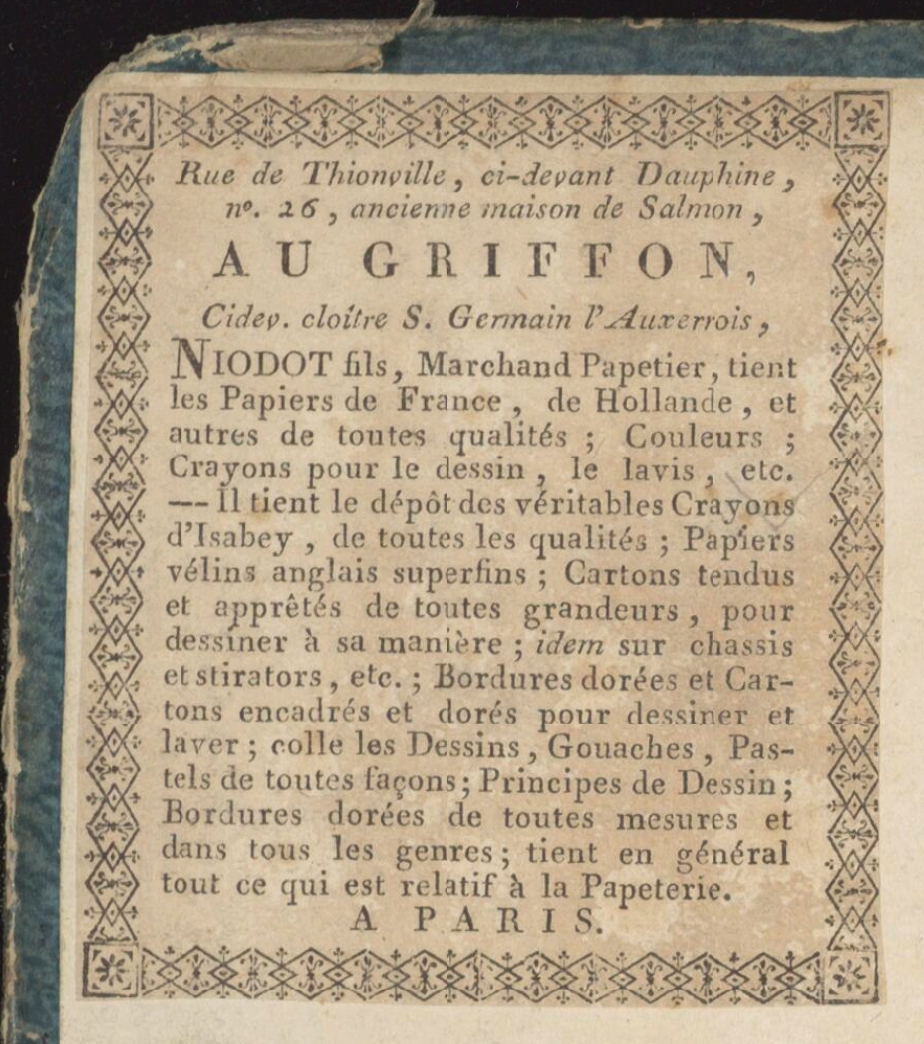 Rue de Thionville, ci-devant Dauphine,
nº. 26, ancienne maison de Salmon,
AU GRIFFON,
Cidev. cloître S. Germain l'Auxerrois,
NIODOT fils, Marchand Papetier, tient
les Papiers de France, de Hollande, et
autres de toutes qualités; Couleurs;
Crayons pour le dessin, le lavis, etc.
— Il tient le dépôt des véritables Crayons
d'Isabey, de toutes les qualités; Papiers
vélins anglais superfins; Cartons tendus
et apprêtés de toutes grandeurs, pour
dessiner à sa manière; idem sur chassis
et stirators, etc.; Bordures dorées et Car-
tons encadrés et dorés pour dessiner et
laver; colle les Dessins, Gouaches, Pas-
tels de toutes façons; Principes de Dessin;
Bordures dorées de toutes mesures et
dans tous les genres; tient en général
tout ce qui est relatif à la Papeterie.
A PARIS.